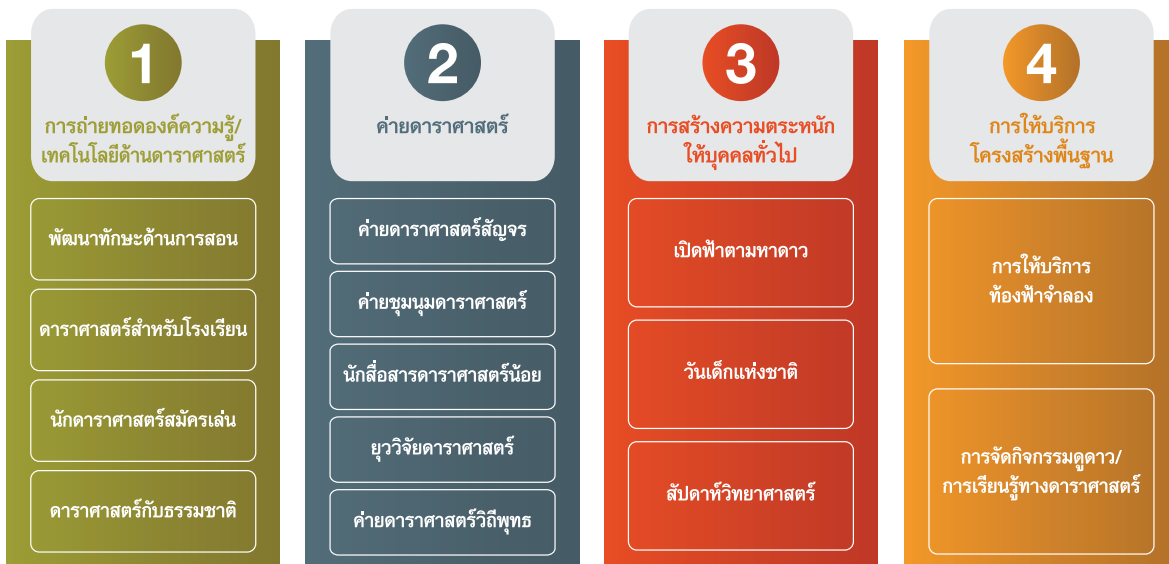 1
การถ่ายทอดองค์ความรู้/
เทคโนโลยีด้านดาราศาสตร์
พัฒนาทักษะด้านการสอน
ดาราศาสตร์สำหรับโรงเรียน
นักดาราศาสตร์สมัครเล่น
ดาราศาสตร์กับธรรมชาติ
2
ค่ายดาราศาสตร์
ค่ายดาราศาสตร์สัญจร
ค่ายชุมนุมดาราศาสตร์
นักสื่อสารดาราศาสตร์น้อย
ยุววิจัยดาราศาสตร์
ค่ายดาราศาสตร์วิถีพุทธ
3
การสร้างความตระหนัก
ให้บุคคลทั่วไป
เปิดฟ้าตามหาดาว
วันเด็กแห่งชาติ
สัปดาห์วิทยาศาสตร์
4
การให้บริการ
โครงสร้างพื้นฐาน
การให้บริการ
ท้องฟ้าจำลอง
การจัดกิจกรรมดูดาว/
การเรียนรู้ทางดาราศาสตร์